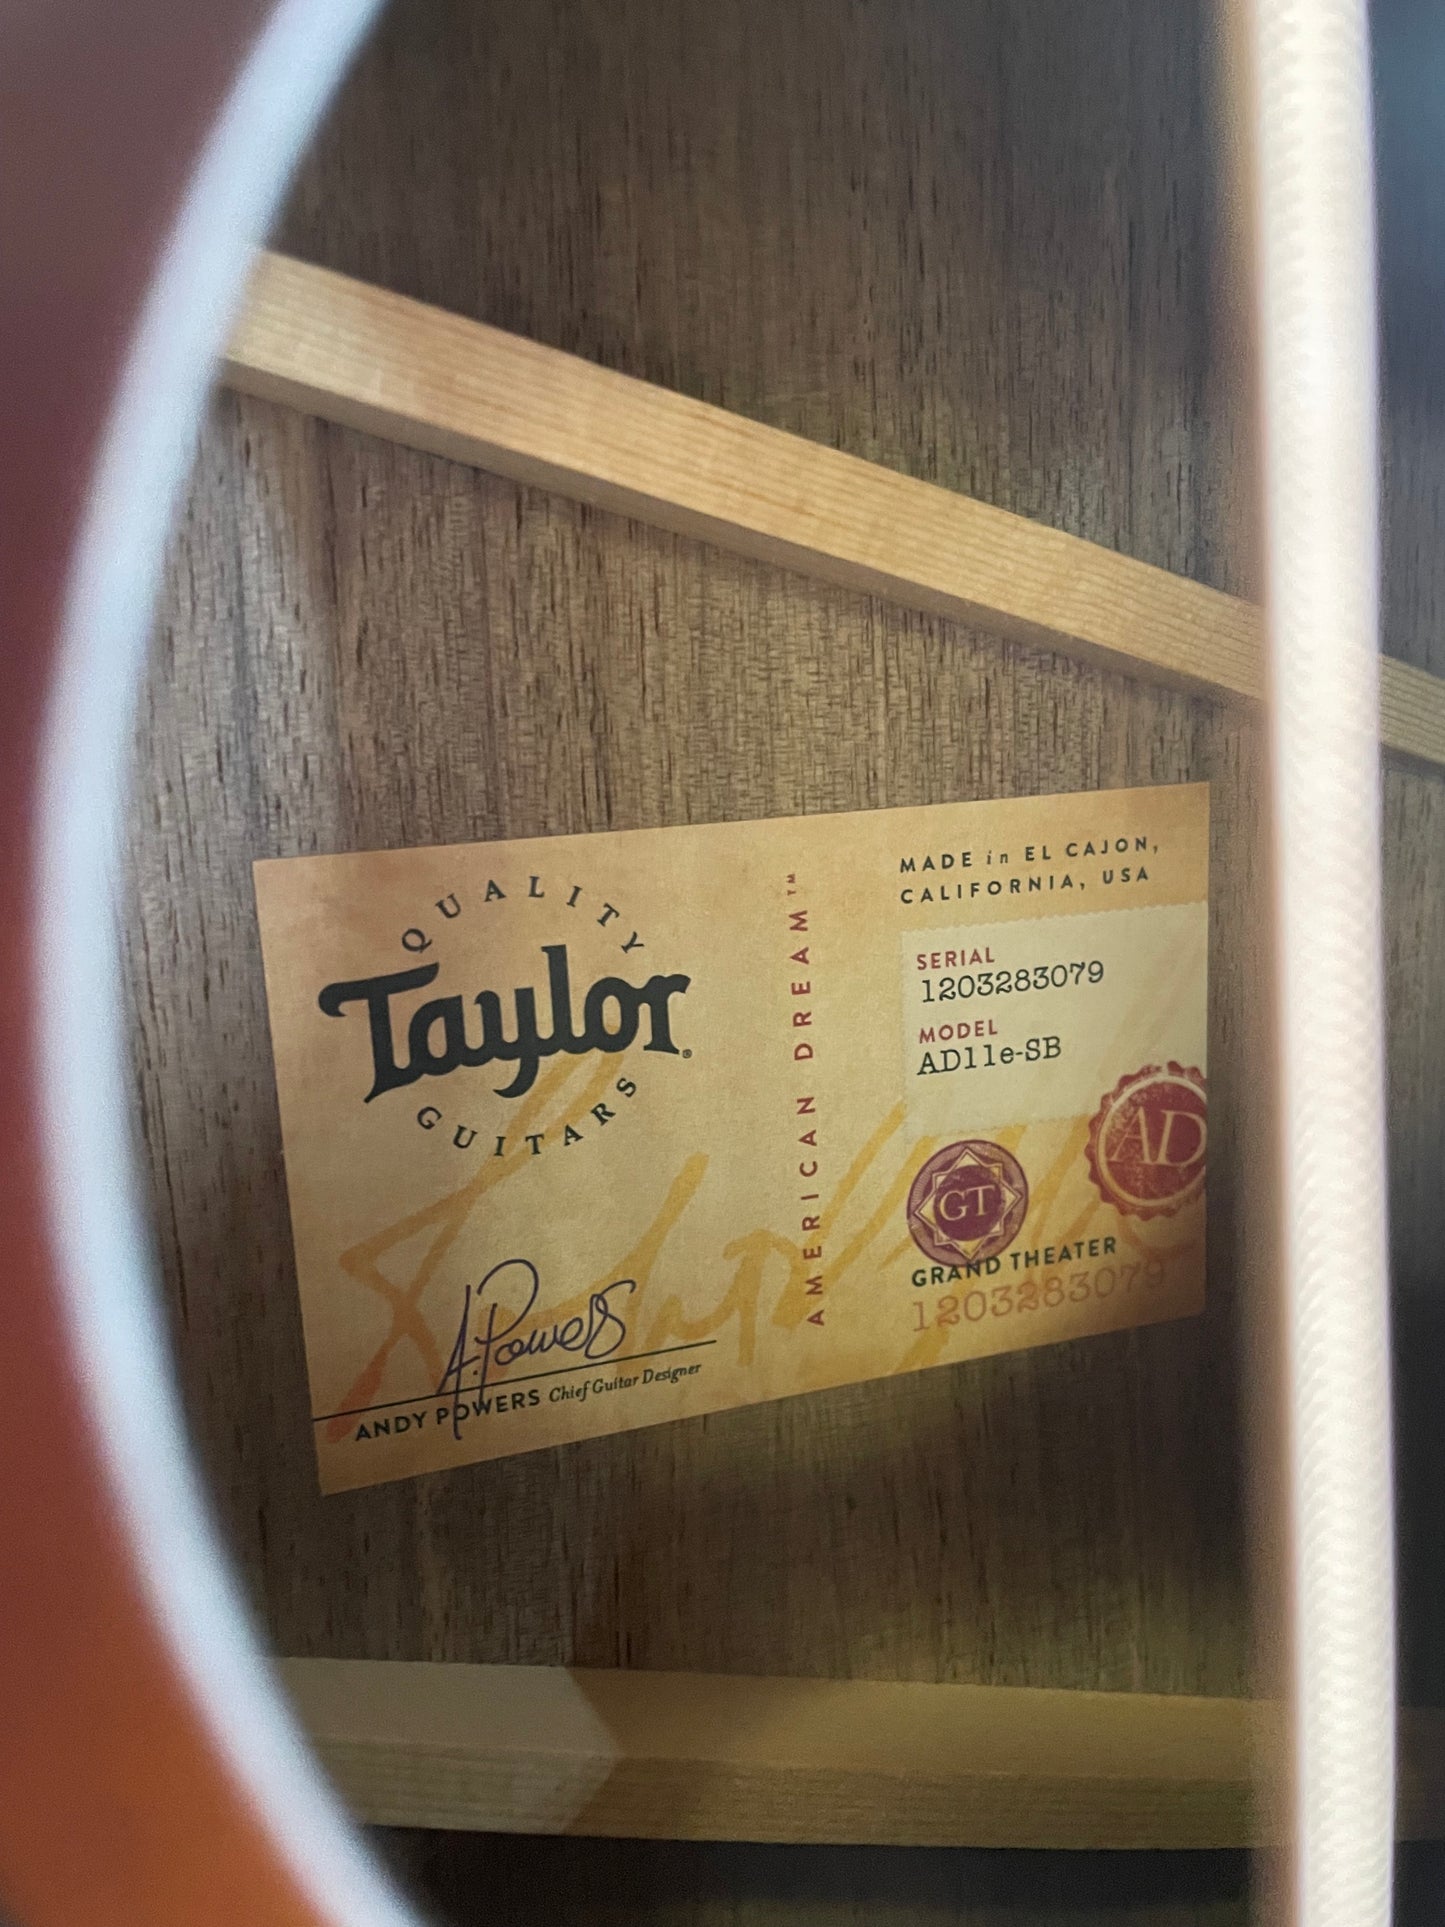 QUALITY
Taylor®
GUITARS
A. Powers
ANDY POWERS Chief Guitar Designer
AMERICAN DREAM™
MADE in EL CAJON,
CALIFORNIA, USA
SERIAL
1203283079
MODEL
AD11e-SB
AD
GT
GRAND THEATER
1203283079